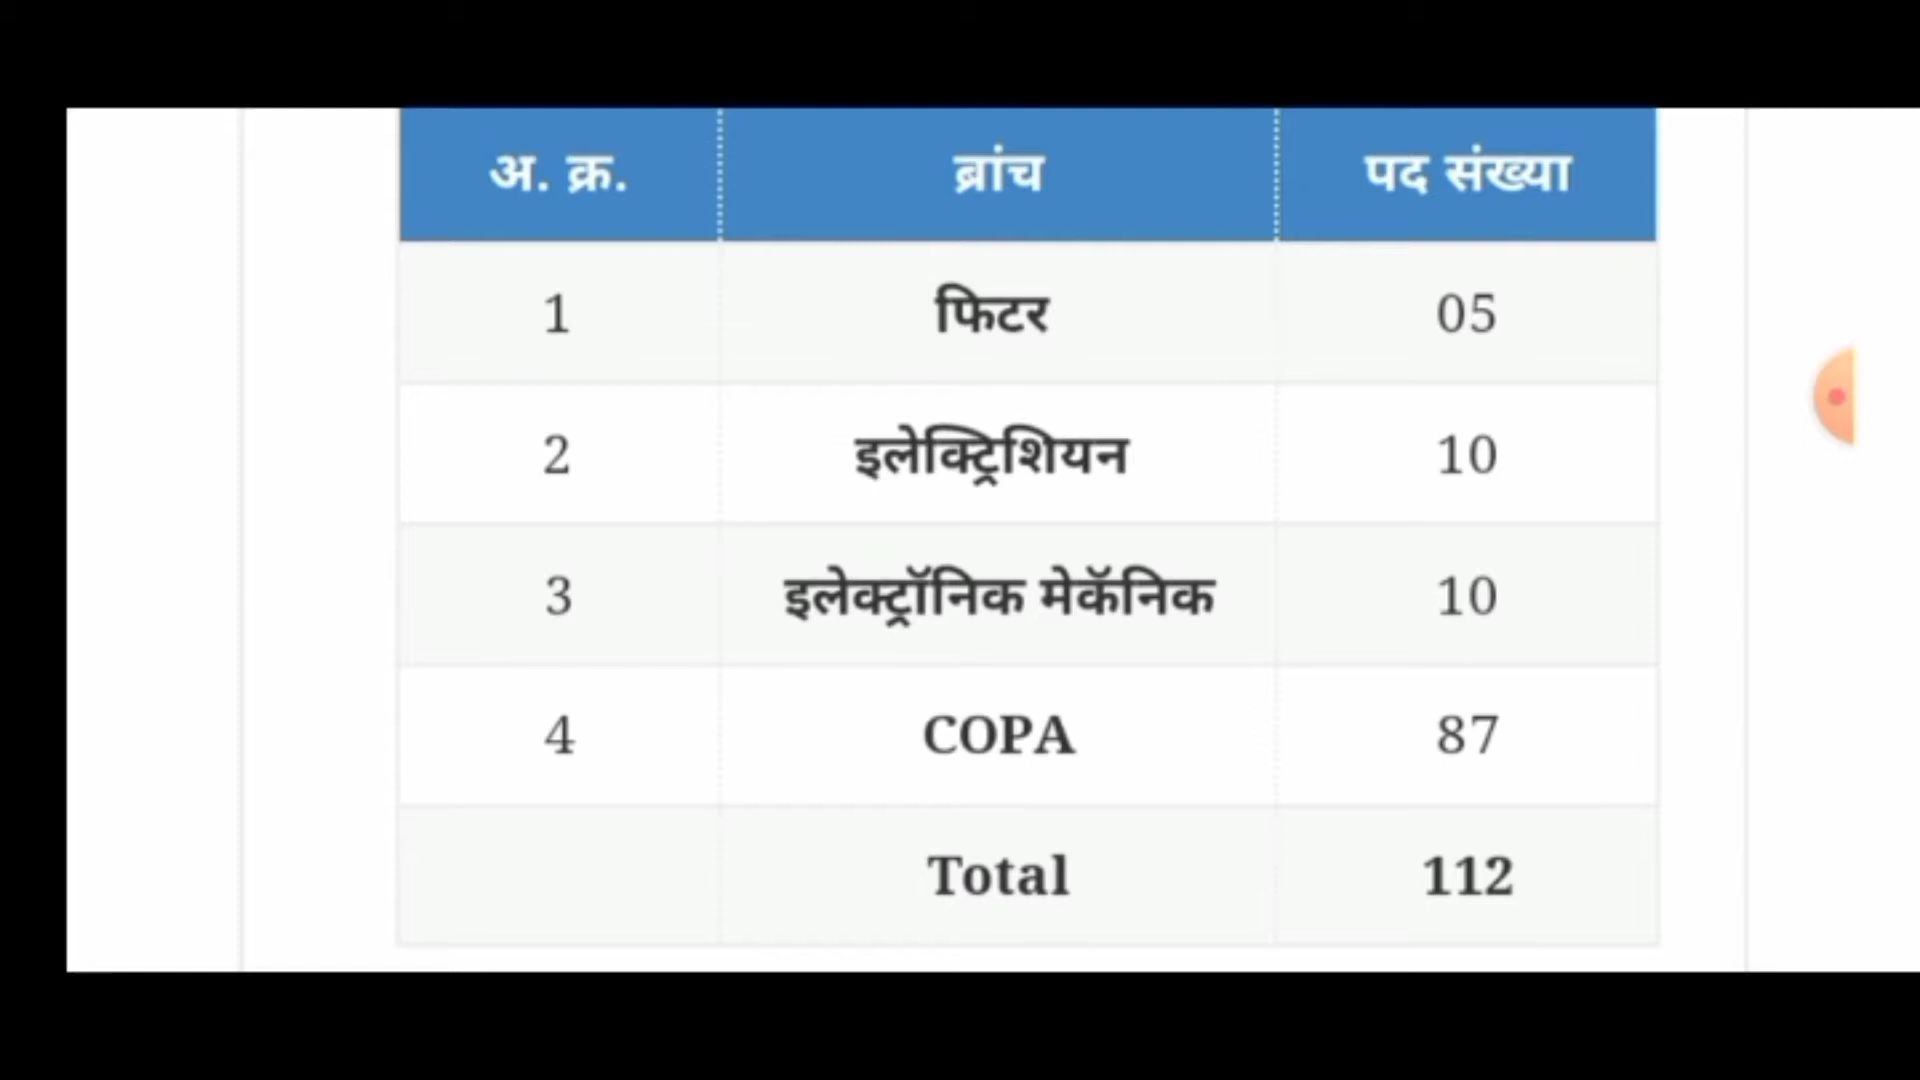 अ. क्र. ब्रांच पद संख्या
1 फिटर 05
2 इलेक्ट्रिशियन 10
3 इलेक्ट्रॉनिक मेकॅनिक 10
4 COPA 87
Total 112